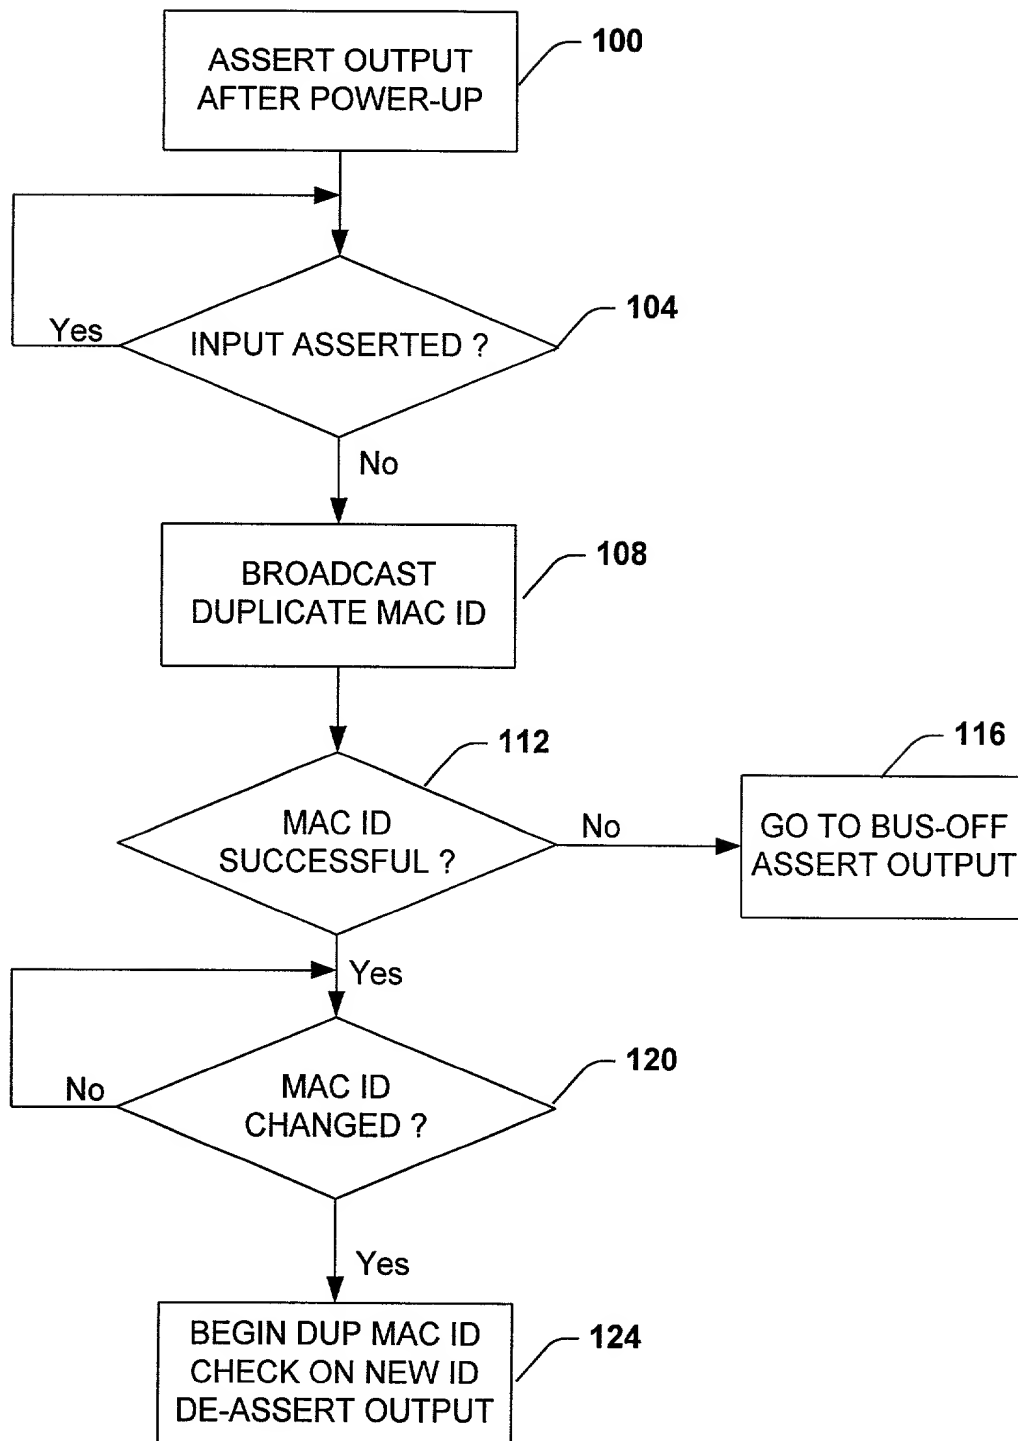 100
ASSERT OUTPUT
AFTER POWER-UP
104
Yes
INPUT ASSERTED ?
No
108
BROADCAST
DUPLICATE MAC ID
112
116
MAC ID
SUCCESSFUL ?
No
GO TO BUS-OFF
ASSERT OUTPUT
Yes
120
No
MAC ID
CHANGED ?
Yes
124
BEGIN DUP MAC ID
CHECK ON NEW ID
DE-ASSERT OUTPUT